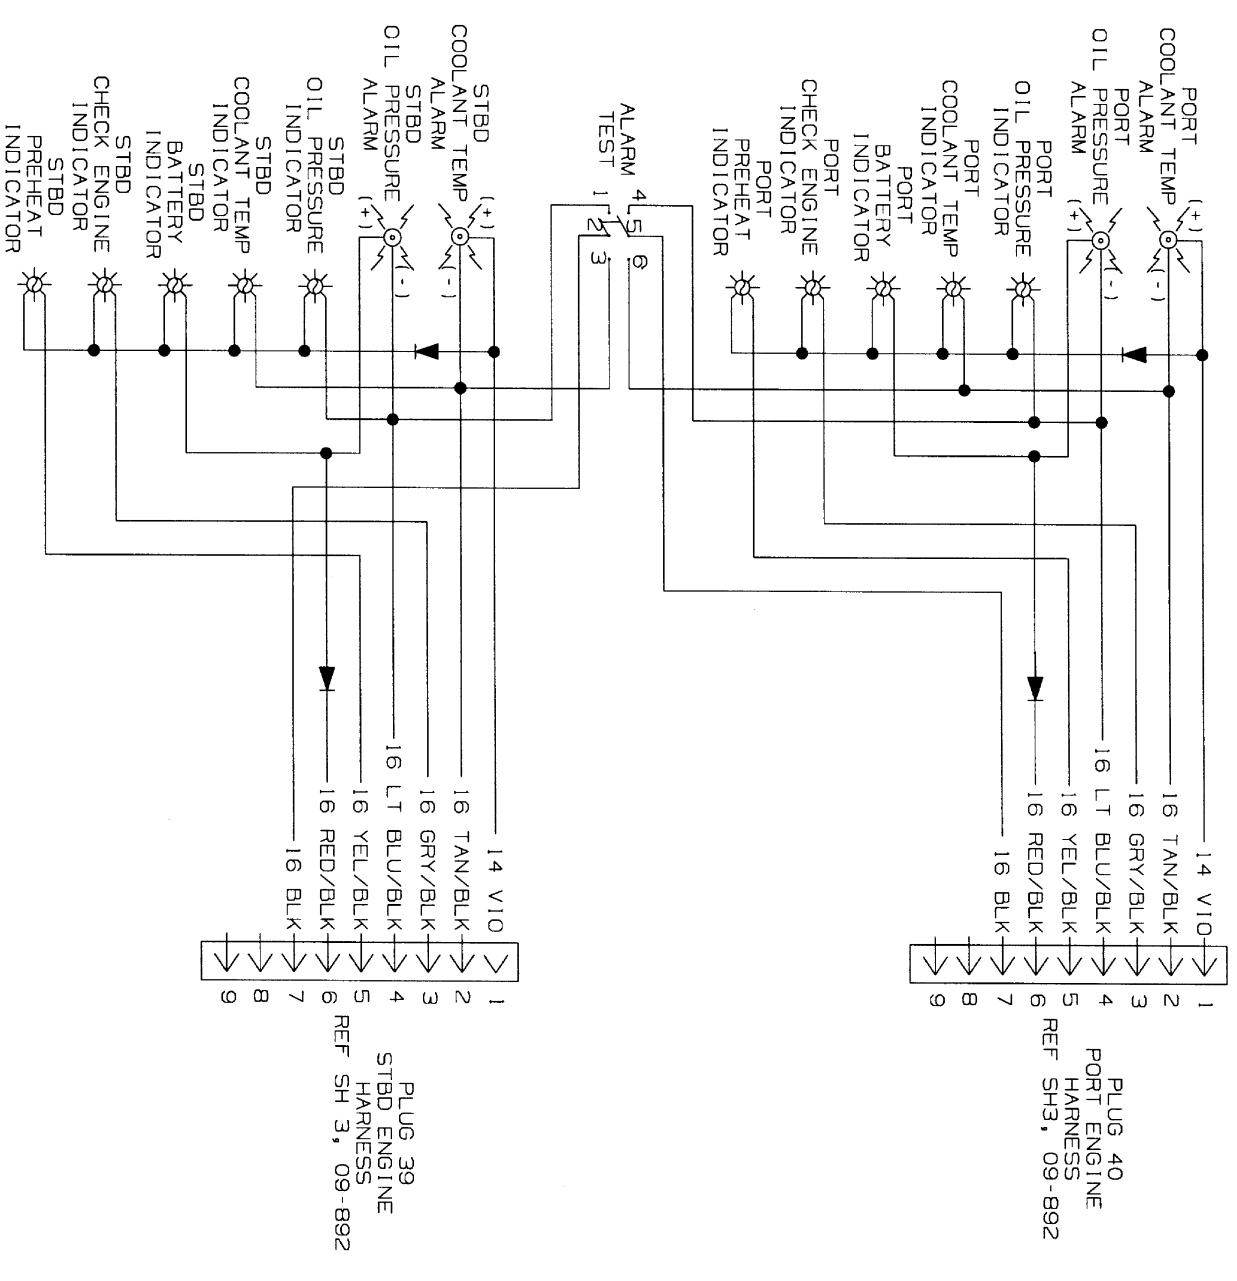 PORT
COOLANT TEMP
ALARM
PORT
OIL PRESSURE
ALARM
(+)
(-)
(+)
(-)
PORT
OIL PRESSURE
INDICATOR
PORT
COOLANT TEMP
INDICATOR
PORT
BATTERY
INDICATOR
PORT
CHECK ENGINE
INDICATOR
PORT
PREHEAT
INDICATOR
ALARM
TEST
4
5
6
1
2
3
STBD
COOLANT TEMP
ALARM
STBD
OIL PRESSURE
ALARM
(+)
(-)
(+)
(-)
STBD
OIL PRESSURE
INDICATOR
STBD
COOLANT TEMP
INDICATOR
STBD
BATTERY
INDICATOR
STBD
CHECK ENGINE
INDICATOR
STBD
PREHEAT
INDICATOR
14 VIO
16 TAN/BLK
16 GRY/BLK
16 LT BLU/BLK
16 YEL/BLK
16 RED/BLK
16 BLK
1
2
3
4
5
6
7
8
9
PLUG 40
PORT ENGINE
HARNESS
REF SH3, 09-892
14 VIO
16 TAN/BLK
16 GRY/BLK
16 LT BLU/BLK
16 YEL/BLK
16 RED/BLK
16 BLK
1
2
3
4
5
6
7
8
9
PLUG 39
STBD ENGINE
HARNESS
REF SH 3, 09-892